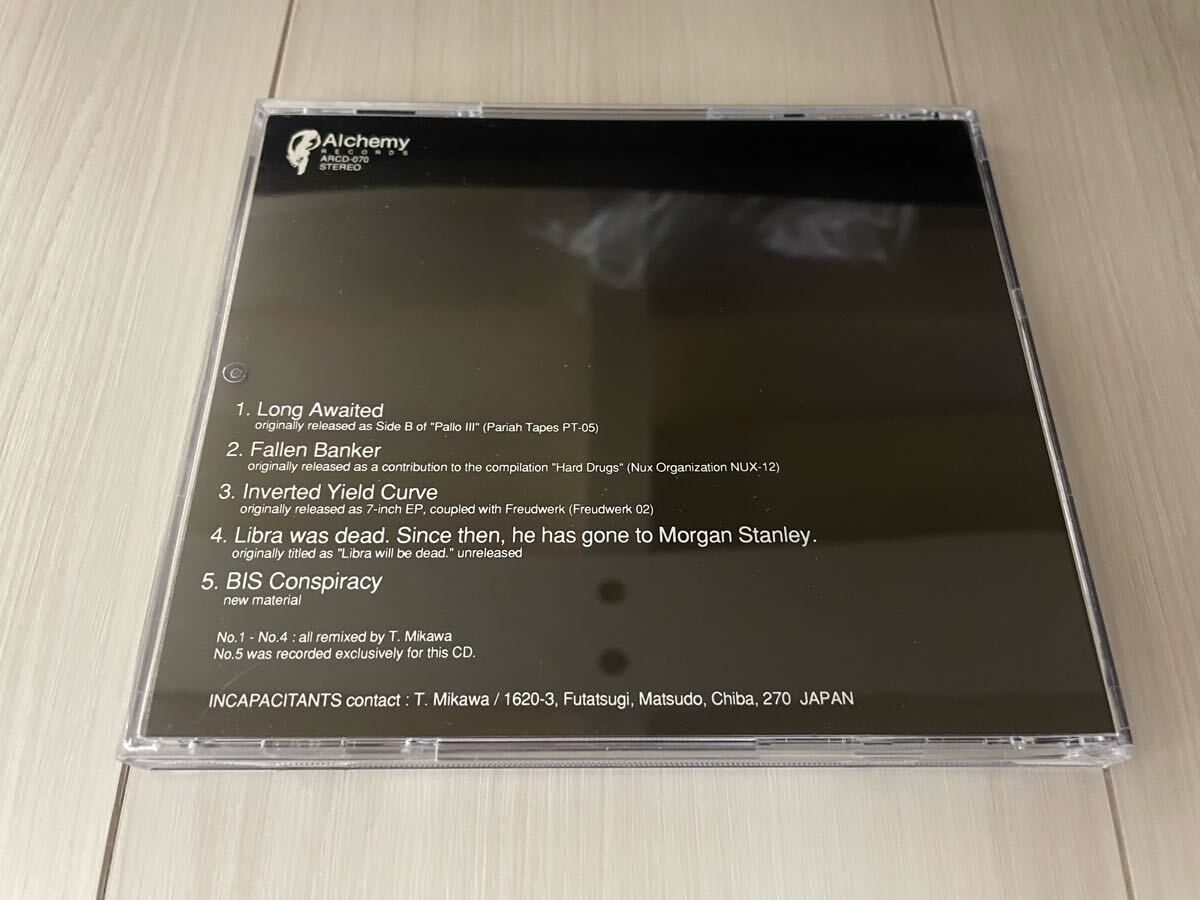 Alchemy
RECORDS
ARCD-070
STEREO
1. Long Awaited
originally released as Side B of "Pallo III" (Pariah Tapes PT-05)
2. Fallen Banker
originally released as a contribution to the compilation "Hard Drugs" (Nux Organization NUX-12)
3. Inverted Yield Curve
originally released as 7-inch EP, coupled with Freudwerk (Freudwerk 02)
4. Libra was dead. Since then, he has gone to Morgan Stanley.
originally titled as "Libra will be dead." unreleased
5. BIS Conspiracy
new material
No.1 - No.4 : all remixed by T. Mikawa
No.5 was recorded exclusively for this CD.
INCAPACITANTS contact : T. Mikawa / 1620-3, Futatsugi, Matsudo, Chiba, 270 JAPAN